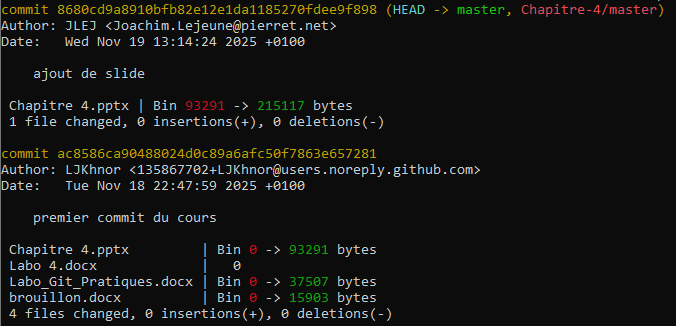 commit 8680cd9a8910bfb82e12e1da1185270fdee9f898 (HEAD -> master, Chapitre-4/master)
Author: JLEJ <Joachim.Lejeune@pierret.net>
Date:   Wed Nov 19 13:14:24 2025 +0100

    ajout de slide

 Chapitre 4.pptx | Bin 93291 -> 215117 bytes
 1 file changed, 0 insertions(+), 0 deletions(-)

commit ac8586ca90488024d0c89a6afc50f7863e657281
Author: LJKhnor <135867702+LJKhnor@users.noreply.github.com>
Date:   Tue Nov 18 22:47:59 2025 +0100

    premier commit du cours

 Chapitre 4.pptx         | Bin 0 -> 93291 bytes
 Labo 4.docx             |   0
 Labo_Git_Pratiques.docx | Bin 0 -> 37507 bytes
 brouillon.docx          | Bin 0 -> 15903 bytes
 4 files changed, 0 insertions(+), 0 deletions(-)